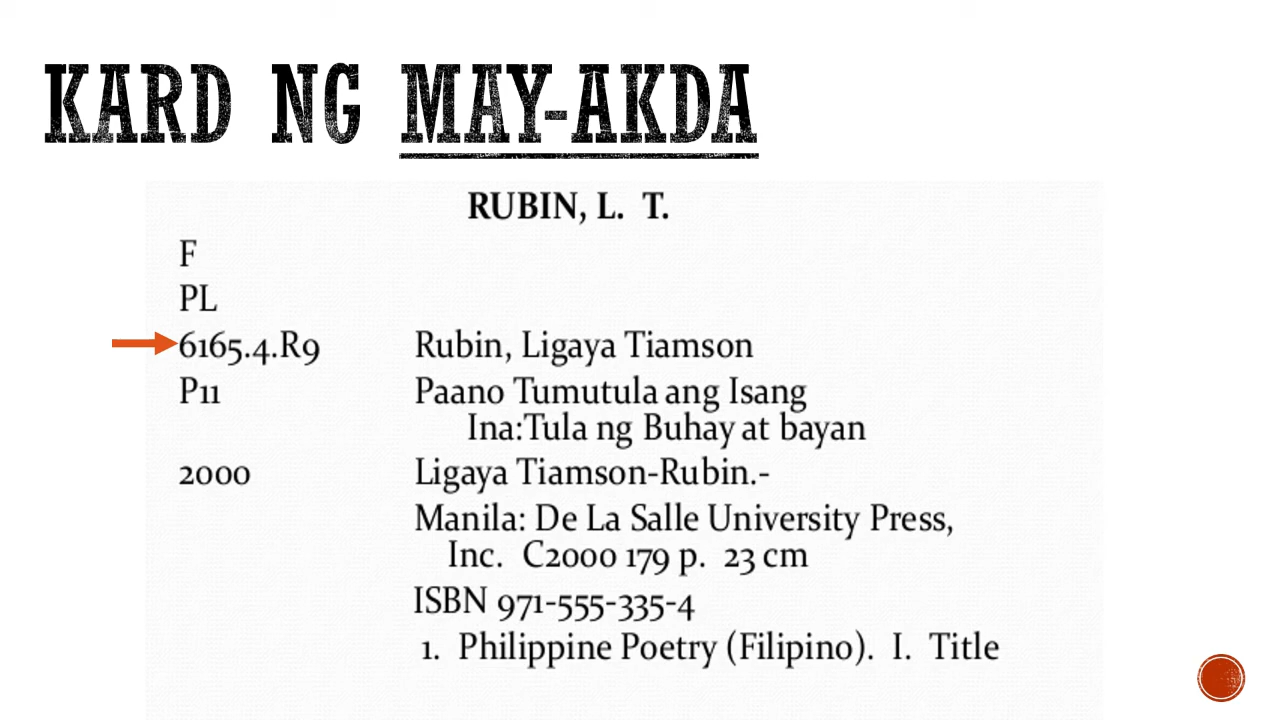 KARD NG MAY-AKDA
RUBIN, L. T.
F
PL
6165.4.R9 Rubin, Ligaya Tiamson
P11 Paano Tumutula ang Isang
Ina:Tula ng Buhay at bayan
2000 Ligaya Tiamson-Rubin.-
Manila: De La Salle University Press,
Inc. C2000 179 p. 23 cm
ISBN 971-555-335-4
1. Philippine Poetry (Filipino). I. Title